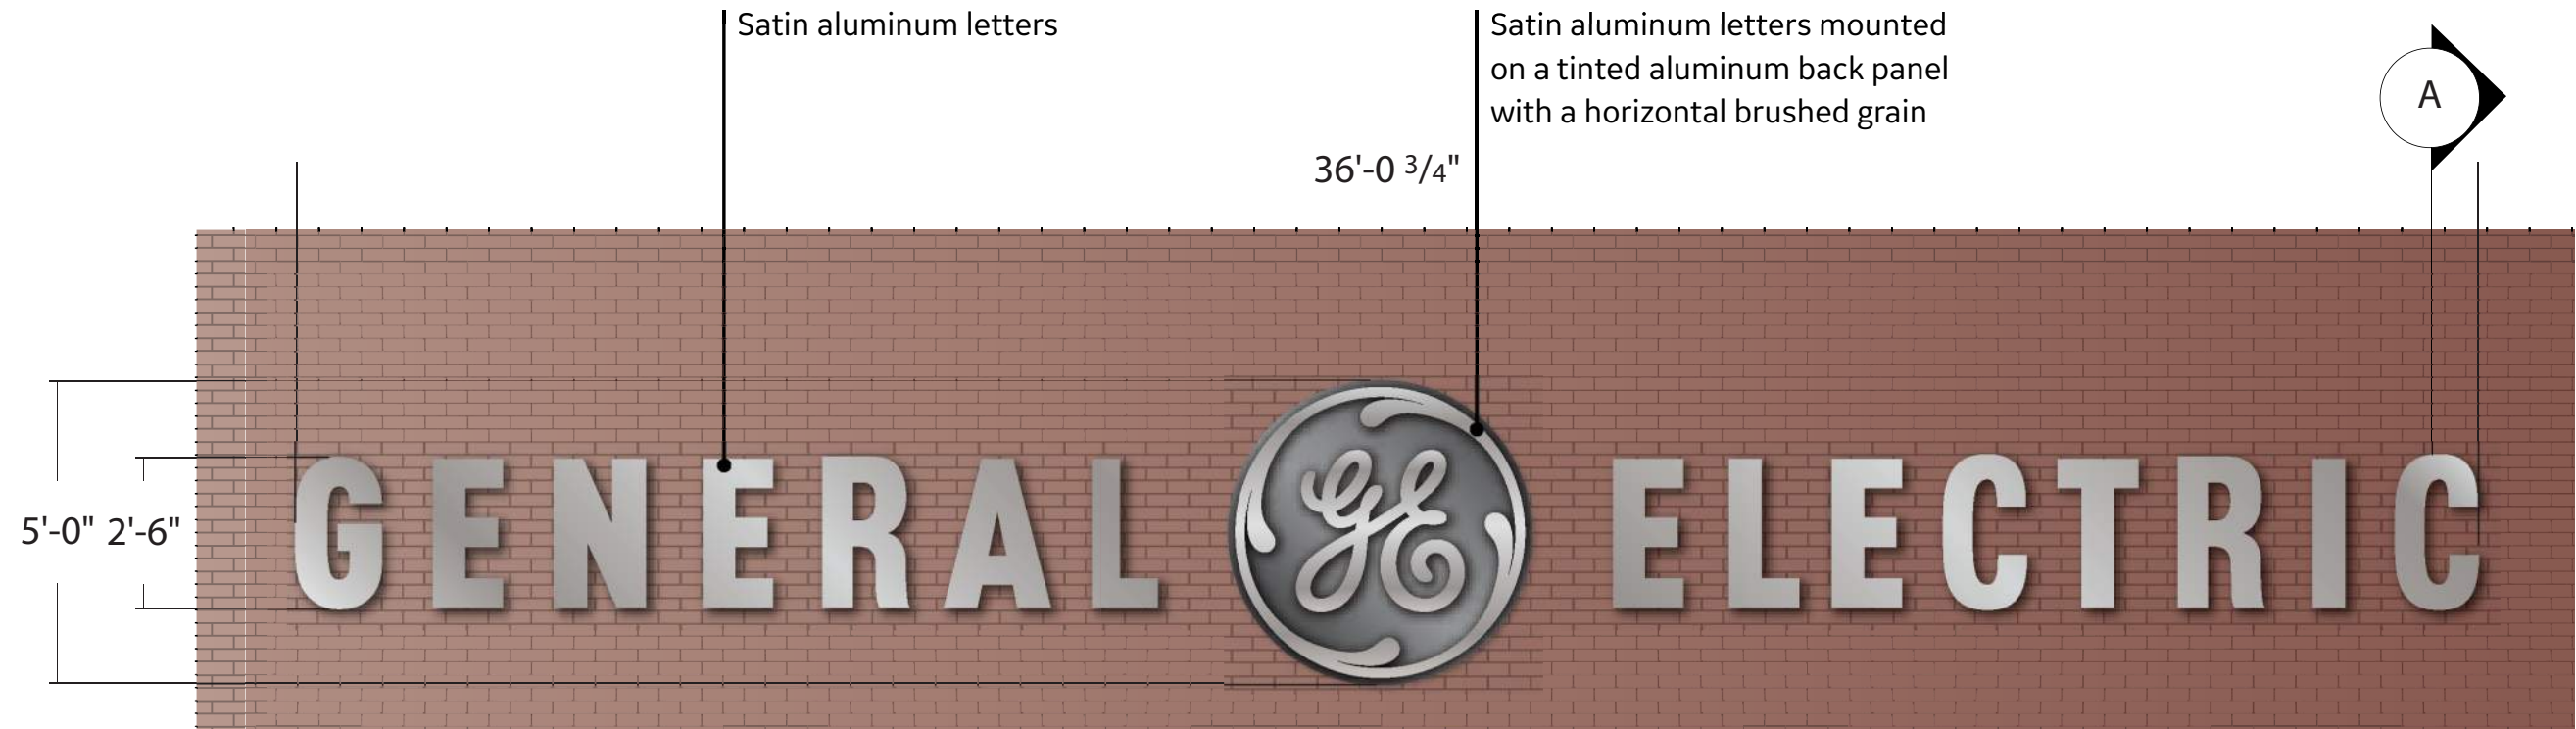 Satin aluminum letters
Satin aluminum letters mounted
on a tinted aluminum back panel
with a horizontal brushed grain
A
36'-0 3/4"
5'-0" 2'-6"
GENERAL GE ELECTRIC